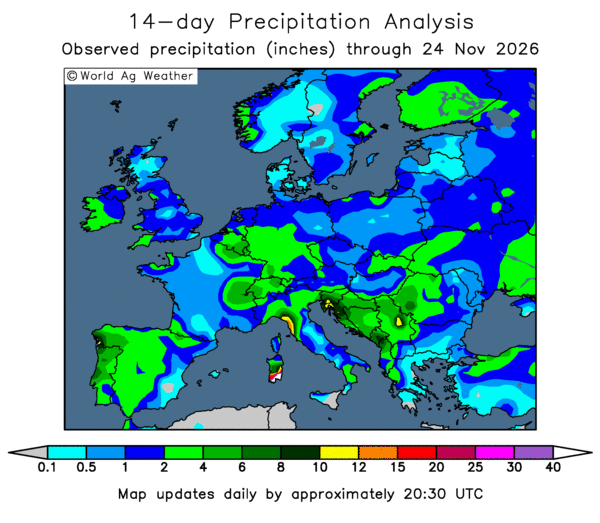 14-day Precipitation Analysis
Observed precipitation (inches) through 24 Nov 2026
© World Ag Weather
0.1 0.5 1 2 4 6 8 10 12 15 20 25 30 40
Map updates daily by approximately 20:30 UTC